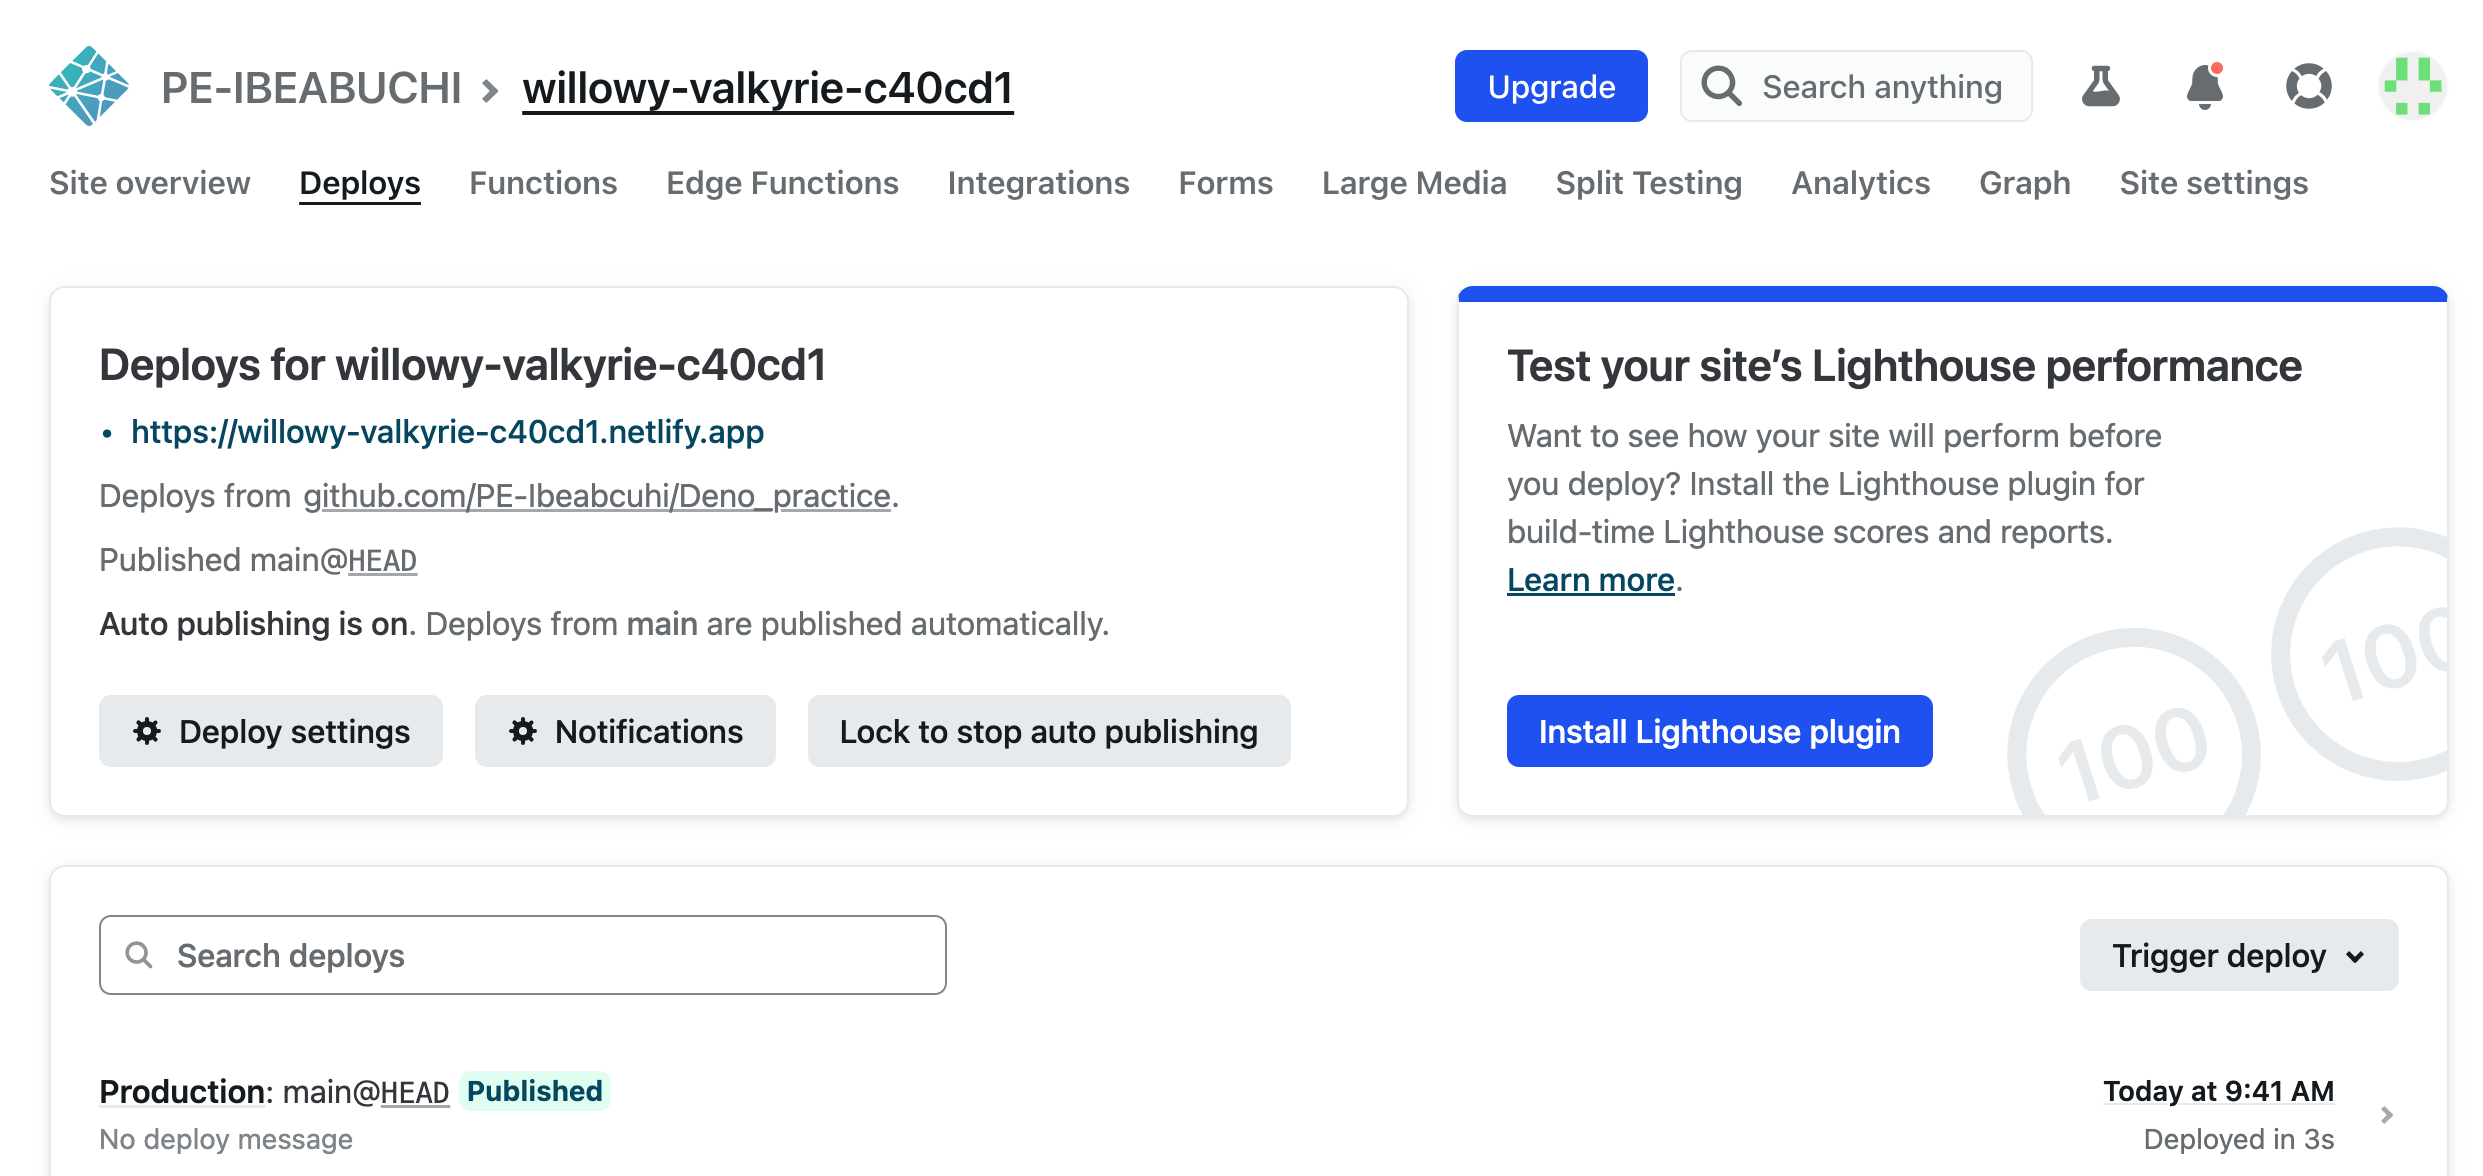 PE-IBEABUCHI > willowy-valkyrie-c40cd1
Upgrade
Search anything
Site overview Deploys Functions Edge Functions Integrations Forms Large Media Split Testing Analytics Graph Site settings
Deploys for willowy-valkyrie-c40cd1
• https://willowy-valkyrie-c40cd1.netlify.app
Deploys from github.com/PE-Ibeabcuhi/Deno_practice.
Published main@HEAD
Auto publishing is on. Deploys from main are published automatically.
Deploy settings
Notifications
Lock to stop auto publishing
Test your site’s Lighthouse performance
Want to see how your site will perform before
you deploy? Install the Lighthouse plugin for
build-time Lighthouse scores and reports.
Learn more.
Install Lighthouse plugin
100
100
Search deploys
Trigger deploy
Production: main@HEAD Published
No deploy message
Today at 9:41 AM
Deployed in 3s